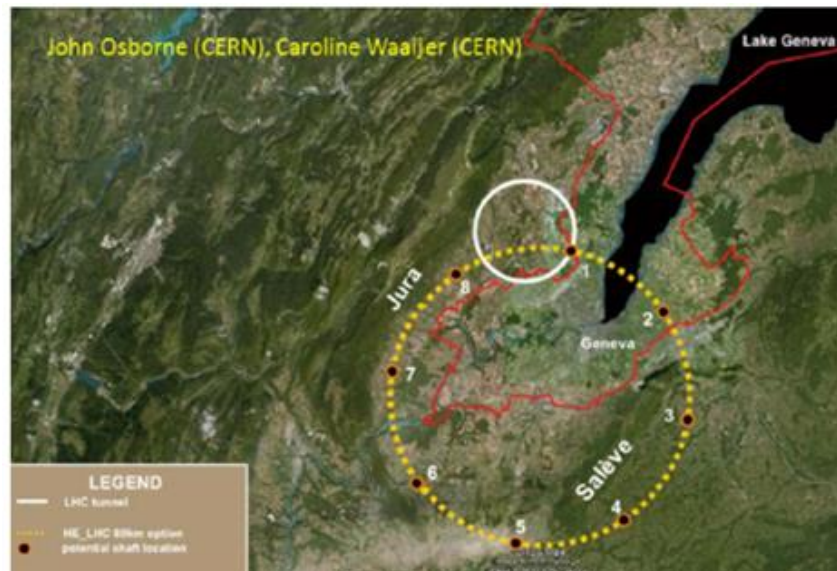 John Osborne (CERN), Caroline Waaijer (CERN)
Lake Geneva
Jura
8
1
2
Geneva
7
3
Salève
6
4
5
LEGEND
LHC tunnel
HE_LHC 80km option
potential shaft location